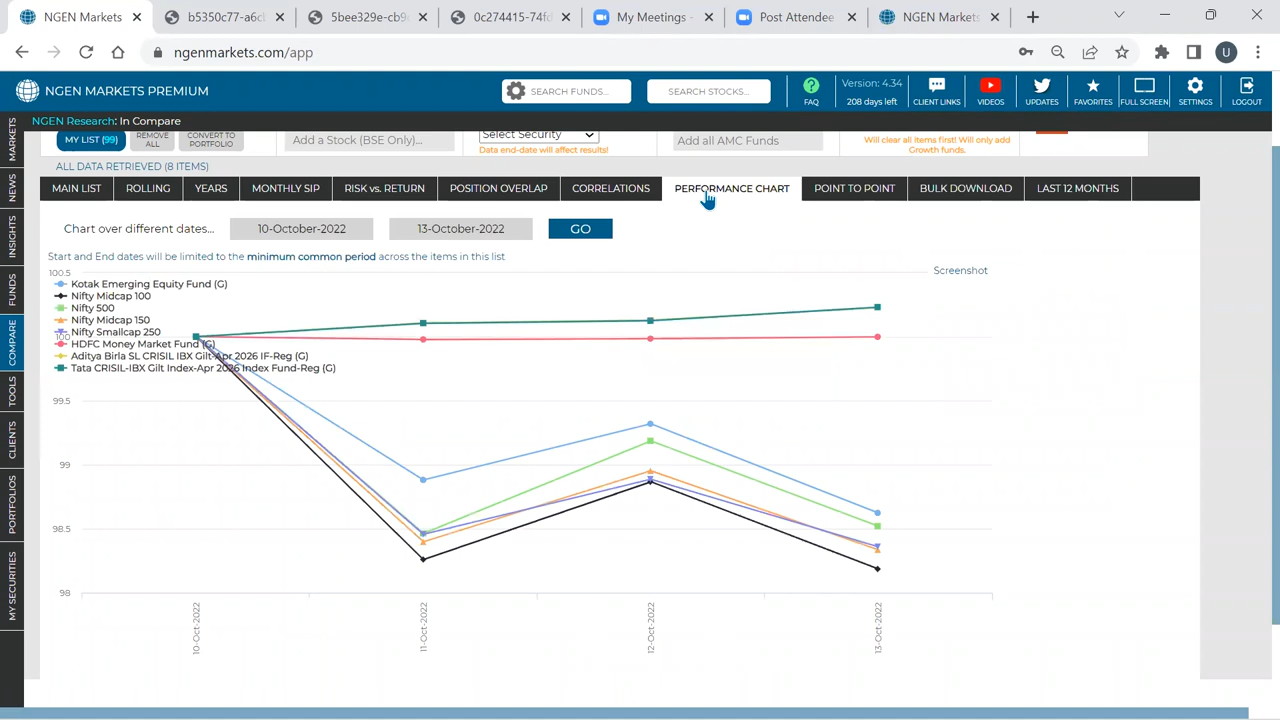 NGEN Markets
b5350c77-a6cb
5bee329e-cb9c
0c274415-74fd
My Meetings -
Post Attendee
NGEN Markets
ngenmarkets.com/app
U
NGEN MARKETS PREMIUM
SEARCH FUNDS...
SEARCH STOCKS...
FAQ
Version: 4.34
208 days left
CLIENT LINKS
VIDEOS
UPDATES
FAVORITES
FULL SCREEN
SETTINGS
LOGOUT
NGEN Research: In Compare
MARKETS
NEWS
INSIGHTS
FUNDS
COMPARE
TOOLS
CLIENTS
PORTFOLIOS
MY SECURITIES
MY LIST (99)
REMOVE ALL
CONVERT TO PORTFOLIO
Add a Stock (BSE Only)...
Select Security
Data end-date will affect results!
Add all AMC Funds
Will clear all items first! Will only add
Growth funds.
ALL DATA RETRIEVED (8 ITEMS)
MAIN LIST
ROLLING
YEARS
MONTHLY SIP
RISK vs. RETURN
POSITION OVERLAP
CORRELATIONS
PERFORMANCE CHART
POINT TO POINT
BULK DOWNLOAD
LAST 12 MONTHS
Chart over different dates...
10-October-2022
13-October-2022
GO
Start and End dates will be limited to the minimum common period across the items in this list
Screenshot
100.5
Kotak Emerging Equity Fund (G)
Nifty Midcap 100
Nifty 500
Nifty Midcap 150
Nifty Smallcap 250
100
HDFC Money Market Fund (G)
Aditya Birla SL CRISIL IBX Gilt-Apr 2026 IF-Reg (G)
Tata CRISIL-IBX Gilt Index-Apr 2026 Index Fund-Reg (G)
99.5
99
98.5
98
10-Oct-2022
11-Oct-2022
12-Oct-2022
13-Oct-2022